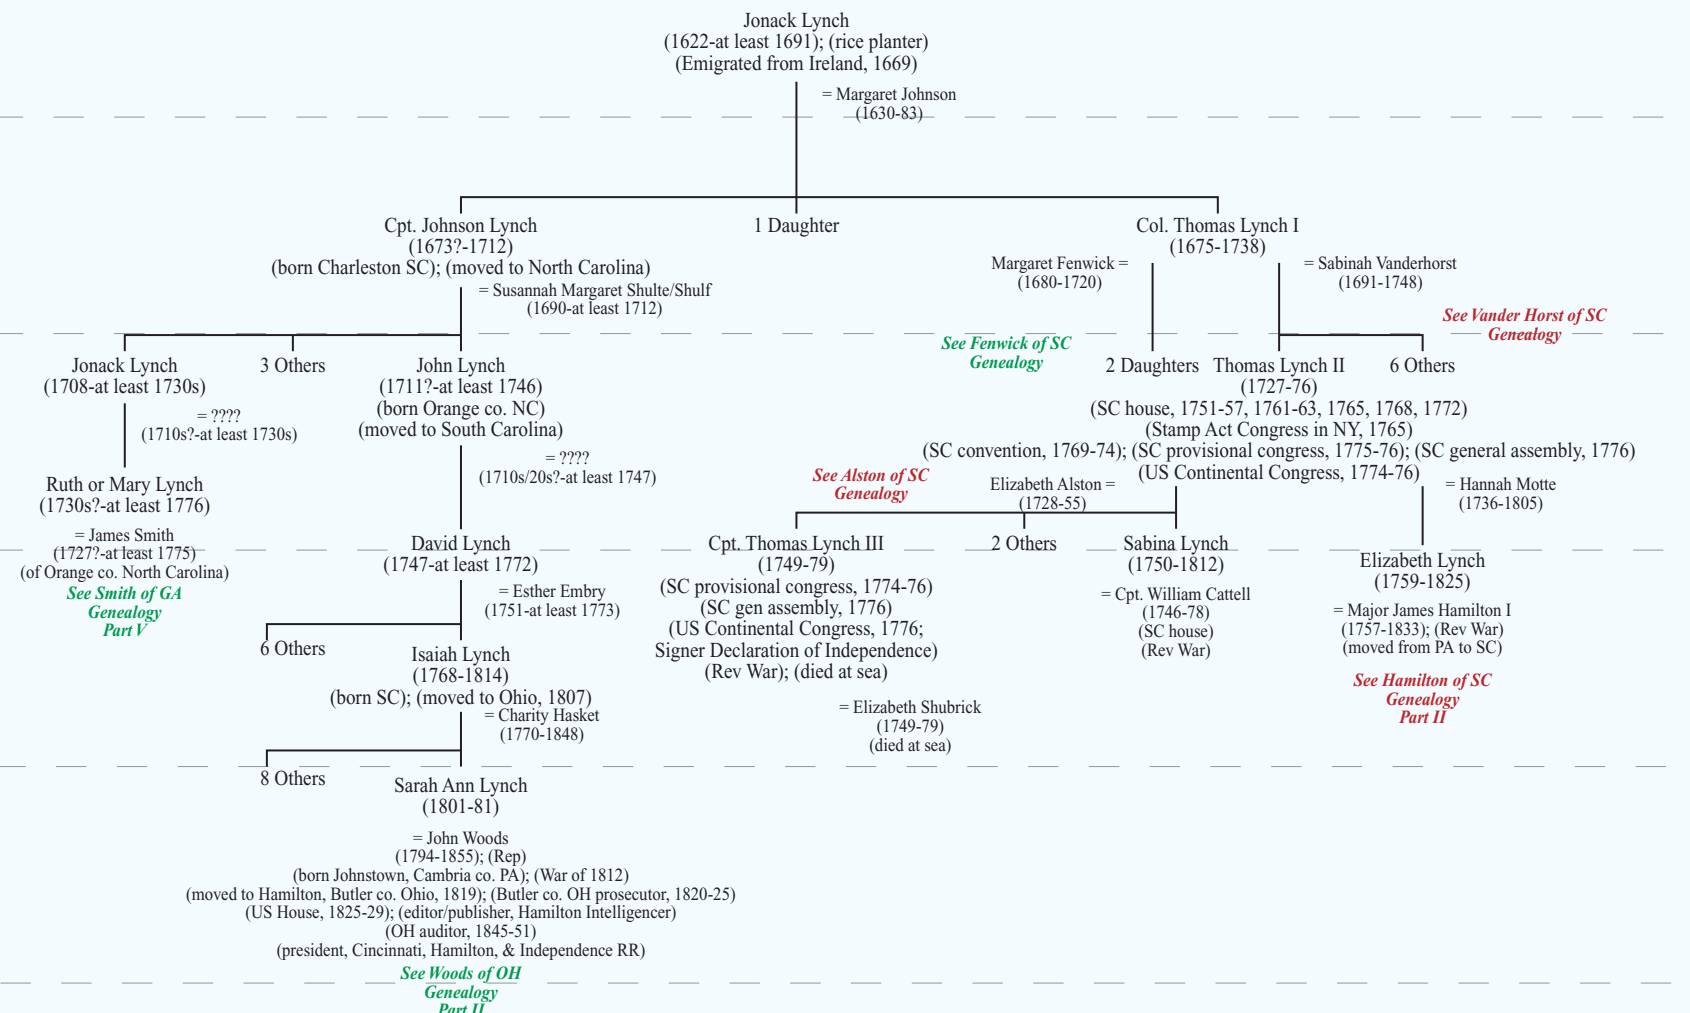 Jonack Lynch
(1622-at least 1691); (rice planter)
(Emigrated from Ireland, 1669)
= Margaret Johnson
(1630-83)
Cpt. Johnson Lynch
(1673?-1712)
(born Charleston SC); (moved to North Carolina)
= Susannah Margaret Shulte/Shulf
(1690-at least 1712)
1 Daughter
Col. Thomas Lynch I
(1675-1738)
Margaret Fenwick =
(1680-1720)
= Sabinah Vanderhorst
(1691-1748)
See Vander Horst of SC
Genealogy
See Fenwick of SC
Genealogy
Jonack Lynch
(1708-at least 1730s)
= ????
(1710s?-at least 1730s)
3 Others
John Lynch
(1711?-at least 1746)
(born Orange co. NC)
(moved to South Carolina)
= ????
(1710s/20s?-at least 1747)
2 Daughters
Thomas Lynch II
(1727-76)
(SC house, 1751-57, 1761-63, 1765, 1768, 1772)
(Stamp Act Congress in NY, 1765)
(SC convention, 1769-74); (SC provisional congress, 1775-76); (SC general assembly, 1776)
(US Continental Congress, 1774-76)
6 Others
See Alston of SC
Genealogy
Elizabeth Alston =
(1728-55)
= Hannah Motte
(1736-1805)
Ruth or Mary Lynch
(1730s?-at least 1776)
= James Smith
(1727?-at least 1775)
(of Orange co. North Carolina)
See Smith of GA
Genealogy
Part V
David Lynch
(1747-at least 1772)
= Esther Embry
(1751-at least 1773)
Cpt. Thomas Lynch III
(1749-79)
(SC provisional congress, 1774-76)
(SC gen assembly, 1776)
(US Continental Congress, 1776;
Signer Declaration of Independence)
(Rev War); (died at sea)
= Elizabeth Shubrick
(1749-79)
(died at sea)
2 Others
Sabina Lynch
(1750-1812)
= Cpt. William Cattell
(1746-78)
(SC house)
(Rev War)
Elizabeth Lynch
(1759-1825)
= Major James Hamilton I
(1757-1833); (Rev War)
(moved from PA to SC)
See Hamilton of SC
Genealogy
Part II
6 Others
Isaiah Lynch
(1768-1814)
(born SC); (moved to Ohio, 1807)
= Charity Hasket
(1770-1848)
8 Others
Sarah Ann Lynch
(1801-81)
= John Woods
(1794-1855); (Rep)
(born Johnstown, Cambria co. PA); (War of 1812)
(moved to Hamilton, Butler co. Ohio, 1819); (Butler co. OH prosecutor, 1820-25)
(US House, 1825-29); (editor/publisher, Hamilton Intelligencer)
(OH auditor, 1845-51)
(president, Cincinnati, Hamilton, & Independence RR)
See Woods of OH
Genealogy
Part II